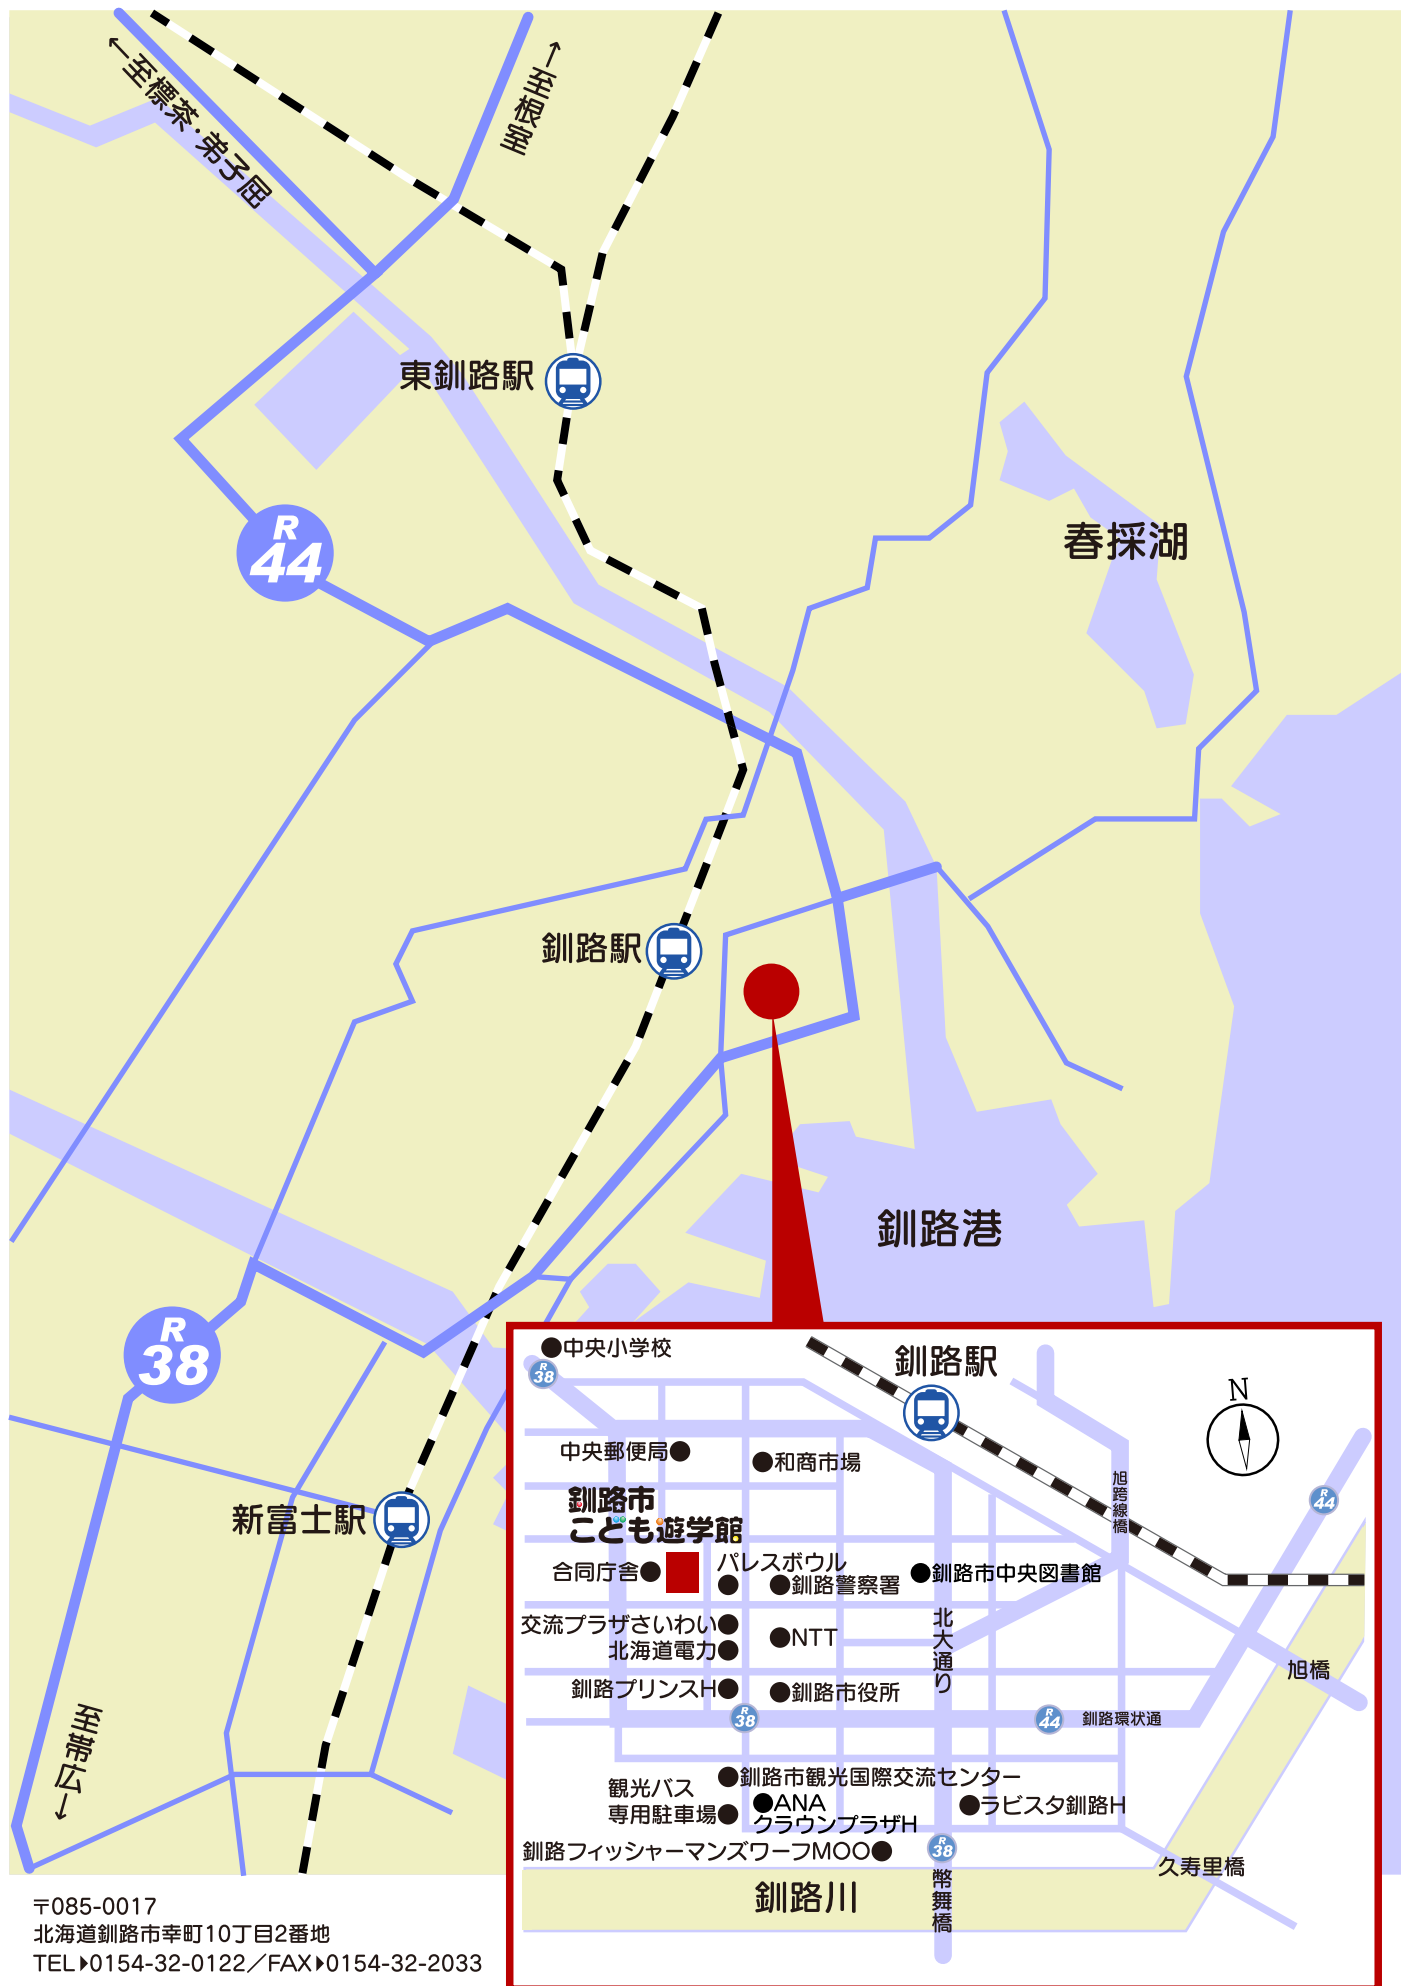 ←至標茶・弟子屈
→至根室
東釧路駅
春採湖
R
44
釧路駅
釧路港
R
38
新富士駅
至帯広→
中央小学校
R
38
釧路駅
N
中央郵便局
和商市場
旭跨線橋
R
44
釧路市
こども遊学館
合同庁舎
パレスボウル
釧路警察署
釧路市中央図書館
交流プラザさいわい
北大通り
NTT
北海道電力
旭橋
釧路プリンスH
釧路市役所
R
38
R
44
釧路環状通
釧路市観光国際交流センター
観光バス
専用駐車場
ANA
クラウンプラザH
ラビスタ釧路H
釧路フィッシャーマンズワーフMOO
R
38
久寿里橋
釧路川
幣舞橋
〒085-0017
北海道釧路市幸町10丁目2番地
TEL▶0154-32-0122／FAX▶0154-32-2033